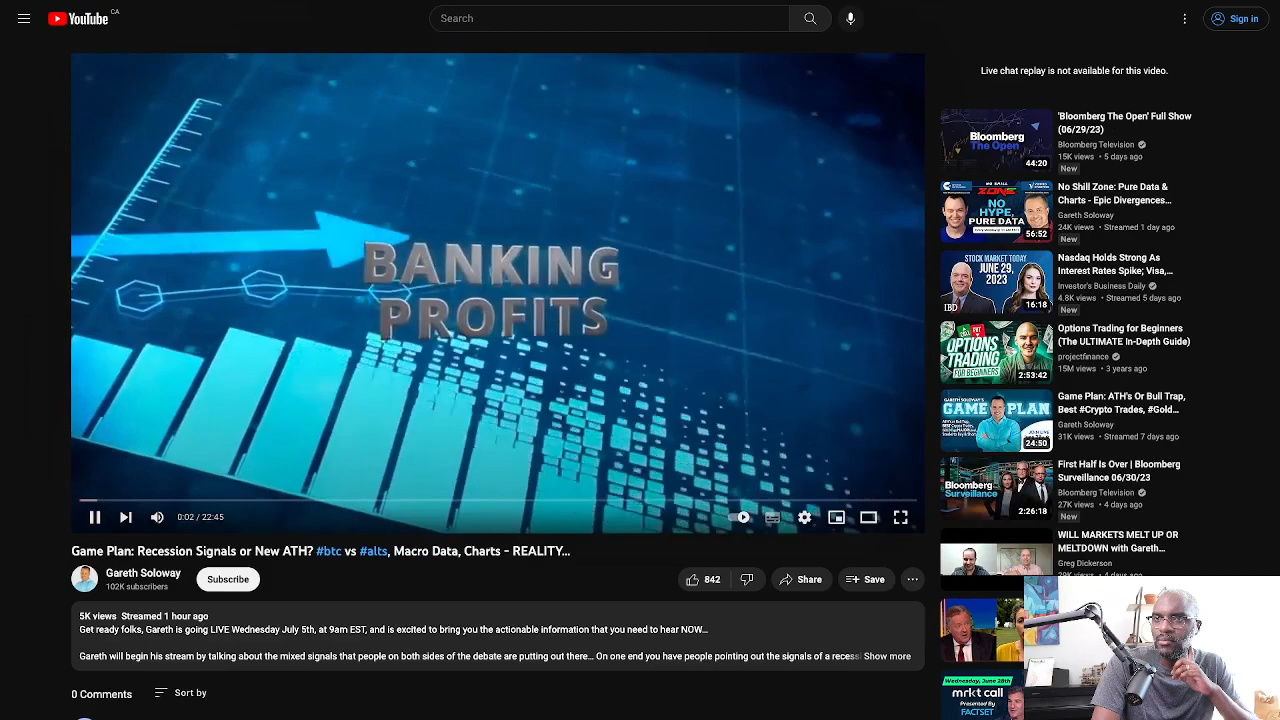 YouTube CA
Search
Sign in
BANKING
PROFITS
0:02 / 22:45
Game Plan: Recession Signals or New ATH? #btc vs #alts, Macro Data, Charts - REALITY...
Gareth Soloway
102K subscribers
Subscribe
842
Share
Save
5K views Streamed 1 hour ago
Get ready folks, Gareth is going LIVE Wednesday July 5th, at 9am EST, and is excited to bring you the actionable information that you need to hear NOW...
Gareth will begin his stream by talking about the mixed signals that people on both sides of the debate are putting out there... On one end you have people pointing out the signals of a recessi Show more
0 Comments
Sort by
Live chat replay is not available for this video.
Bloomberg
The Open
44:20
'Bloomberg The Open' Full Show
(06/29/23)
Bloomberg Television
15K views • 5 days ago
New
ZONE
NO
HYPE,
PURE DATA
56:52
No Shill Zone: Pure Data &
Charts - Epic Divergences...
Gareth Soloway
24K views • Streamed 1 day ago
New
STOCK MARKET TODAY
JUNE 29,
2023
IBD
16:18
Nasdaq Holds Strong As
Interest Rates Spike; Visa,...
Investor's Business Daily
4.8K views • Streamed 5 days ago
New
OPTIONS
TRADING
FOR BEGINNERS
2:53:42
Options Trading for Beginners
(The ULTIMATE In-Depth Guide)
projectfinance
15M views • 3 years ago
GARETH SOLOWAY'S
GAME PLAN
JOIN LIVE
24:50
Game Plan: ATH's Or Bull Trap,
Best #Crypto Trades, #Gold...
Gareth Soloway
31K views • Streamed 7 days ago
Bloomberg
Surveillance
2:26:18
First Half Is Over | Bloomberg
Surveillance 06/30/23
Bloomberg Television
27K views • 4 days ago
New
WILL MARKETS MELT UP OR
MELTDOWN with Gareth...
Greg Dickerson
29K views • 4 days ago
Wednesday, June 28th
mrkt call
Presented By
FACTSET